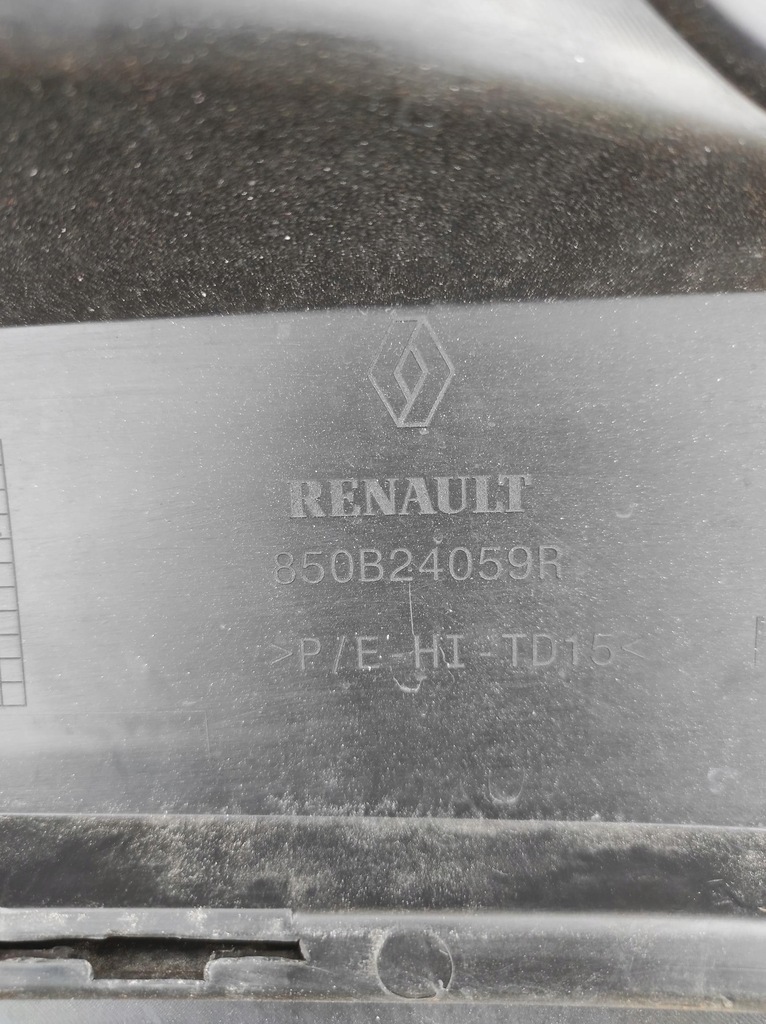 RENAULT
850B24059R
>P/E-HI-TD15<